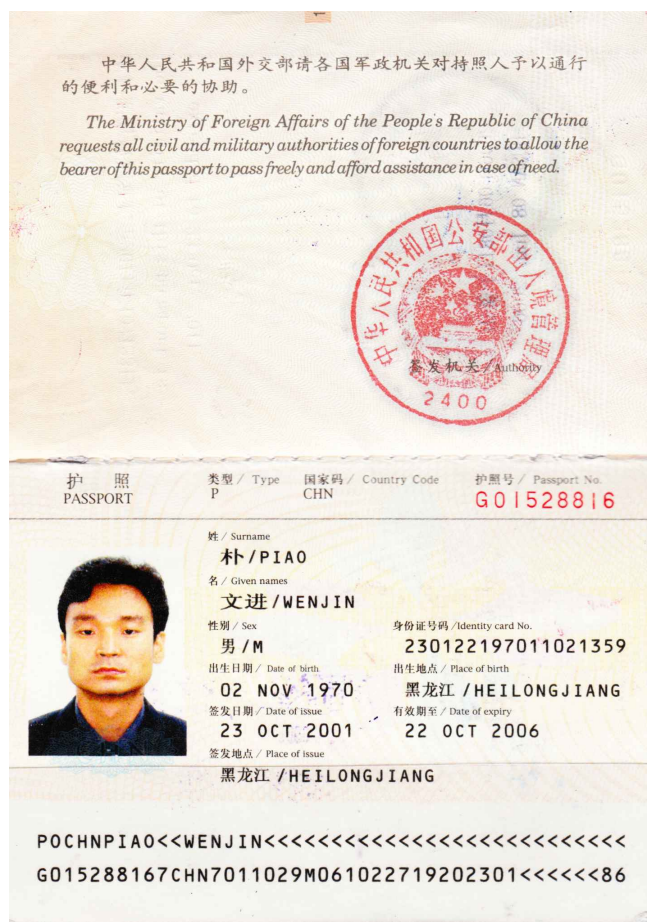 中华人民共和国外交部请各国军政机关对持照人予以通行
的便利和必要的协助。
The Ministry of Foreign Affairs of the People's Republic of China
requests all civil and military authorities of foreign countries to allow the
bearer of this passport to pass freely and afford assistance in case of need.
中华人民共和国公安部出入境管理局
签发机关 / Authority
2400
护 照
PASSPORT
类型 / Type 国家码 / Country Code 护照号 / Passport No.
P CHN G01528816
姓 / Surname
朴/PIAO
名 / Given names
文进/WENJIN
性别 / Sex 身份证号码 /Identity card No.
男/M 230122197011021359
出生日期 / Date of birth 出生地点 / Place of birth
02 NOV 1970 黑龙江/HEILONGJIANG
签发日期 / Date of issue 有效期至 / Date of expiry
23 OCT 2001 22 OCT 2006
签发地点 / Place of issue
黑龙江/HEILONGJIANG
POCHNPIAO<<WENJIN<<<<<<<<<<<<<<<<<<<<<<<<<<<
G015288167CHN7011029M061022719202301<<<<<<86